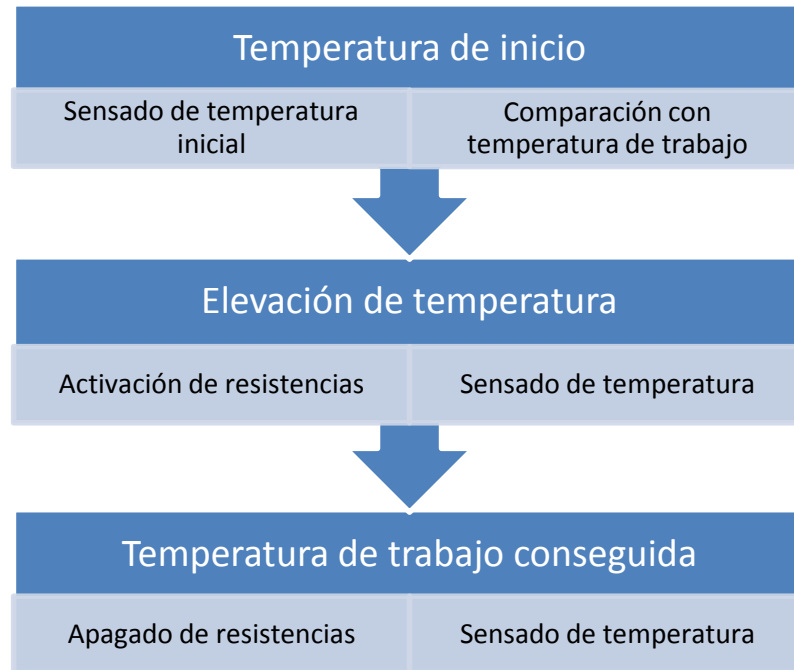 Temperatura de inicio
Sensado de temperatura
inicial
Comparación con
temperatura de trabajo
Elevación de temperatura
Activación de resistencias
Sensado de temperatura
Temperatura de trabajo conseguida
Apagado de resistencias
Sensado de temperatura